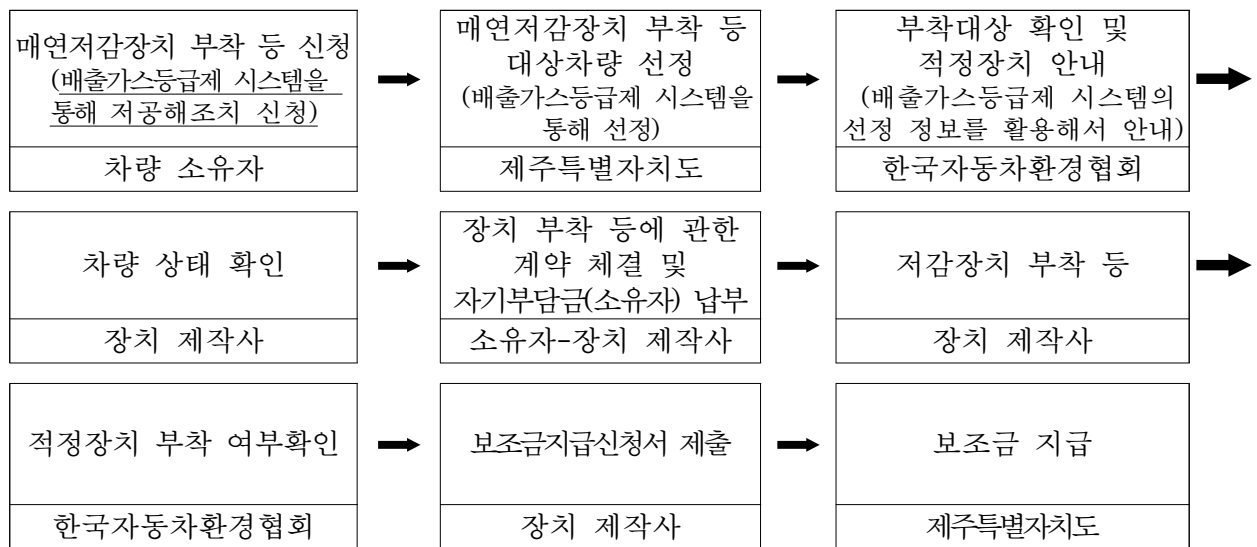 매연저감장치 부착 등 신청
(배출가스등급제 시스템을
통해 저공해조치 신청)
차량 소유자
매연저감장치 부착 등
대상차량 선정
(배출가스등급제 시스템을
통해 선정)
제주특별자치도
부착대상 확인 및
적정장치 안내
(배출가스등급제 시스템의
선정 정보를 활용해서 안내)
한국자동차환경협회
차량 상태 확인
장치 제작사
장치 부착 등에 관한
계약 체결 및
자기부담금(소유자) 납부
소유자-장치 제작사
저감장치 부착 등
장치 제작사
적정장치 부착 여부확인
한국자동차환경협회
보조금지급신청서 제출
장치 제작사
보조금 지급
제주특별자치도